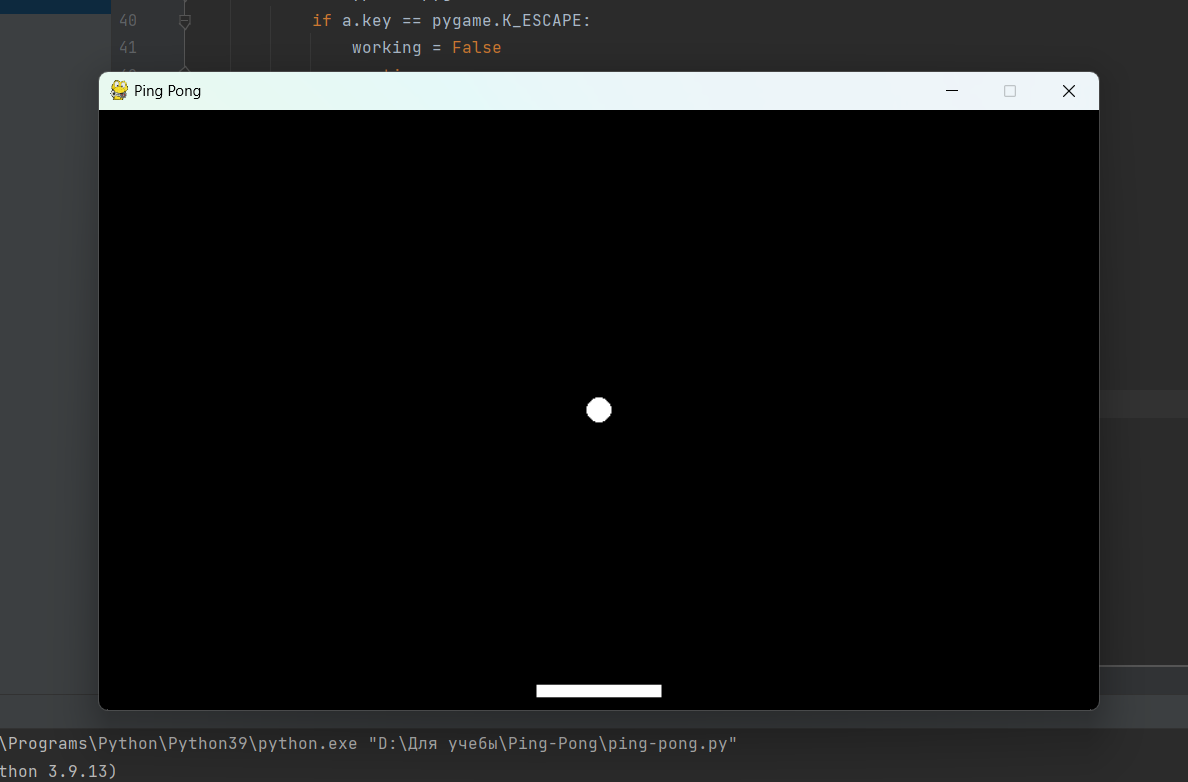 40 if a.key == pygame.K_ESCAPE:
41 working = False
Ping Pong
\Programs\Python\Python39\python.exe "D:\Для учебы\Ping-Pong\ping-pong.py"
thon 3.9.13)